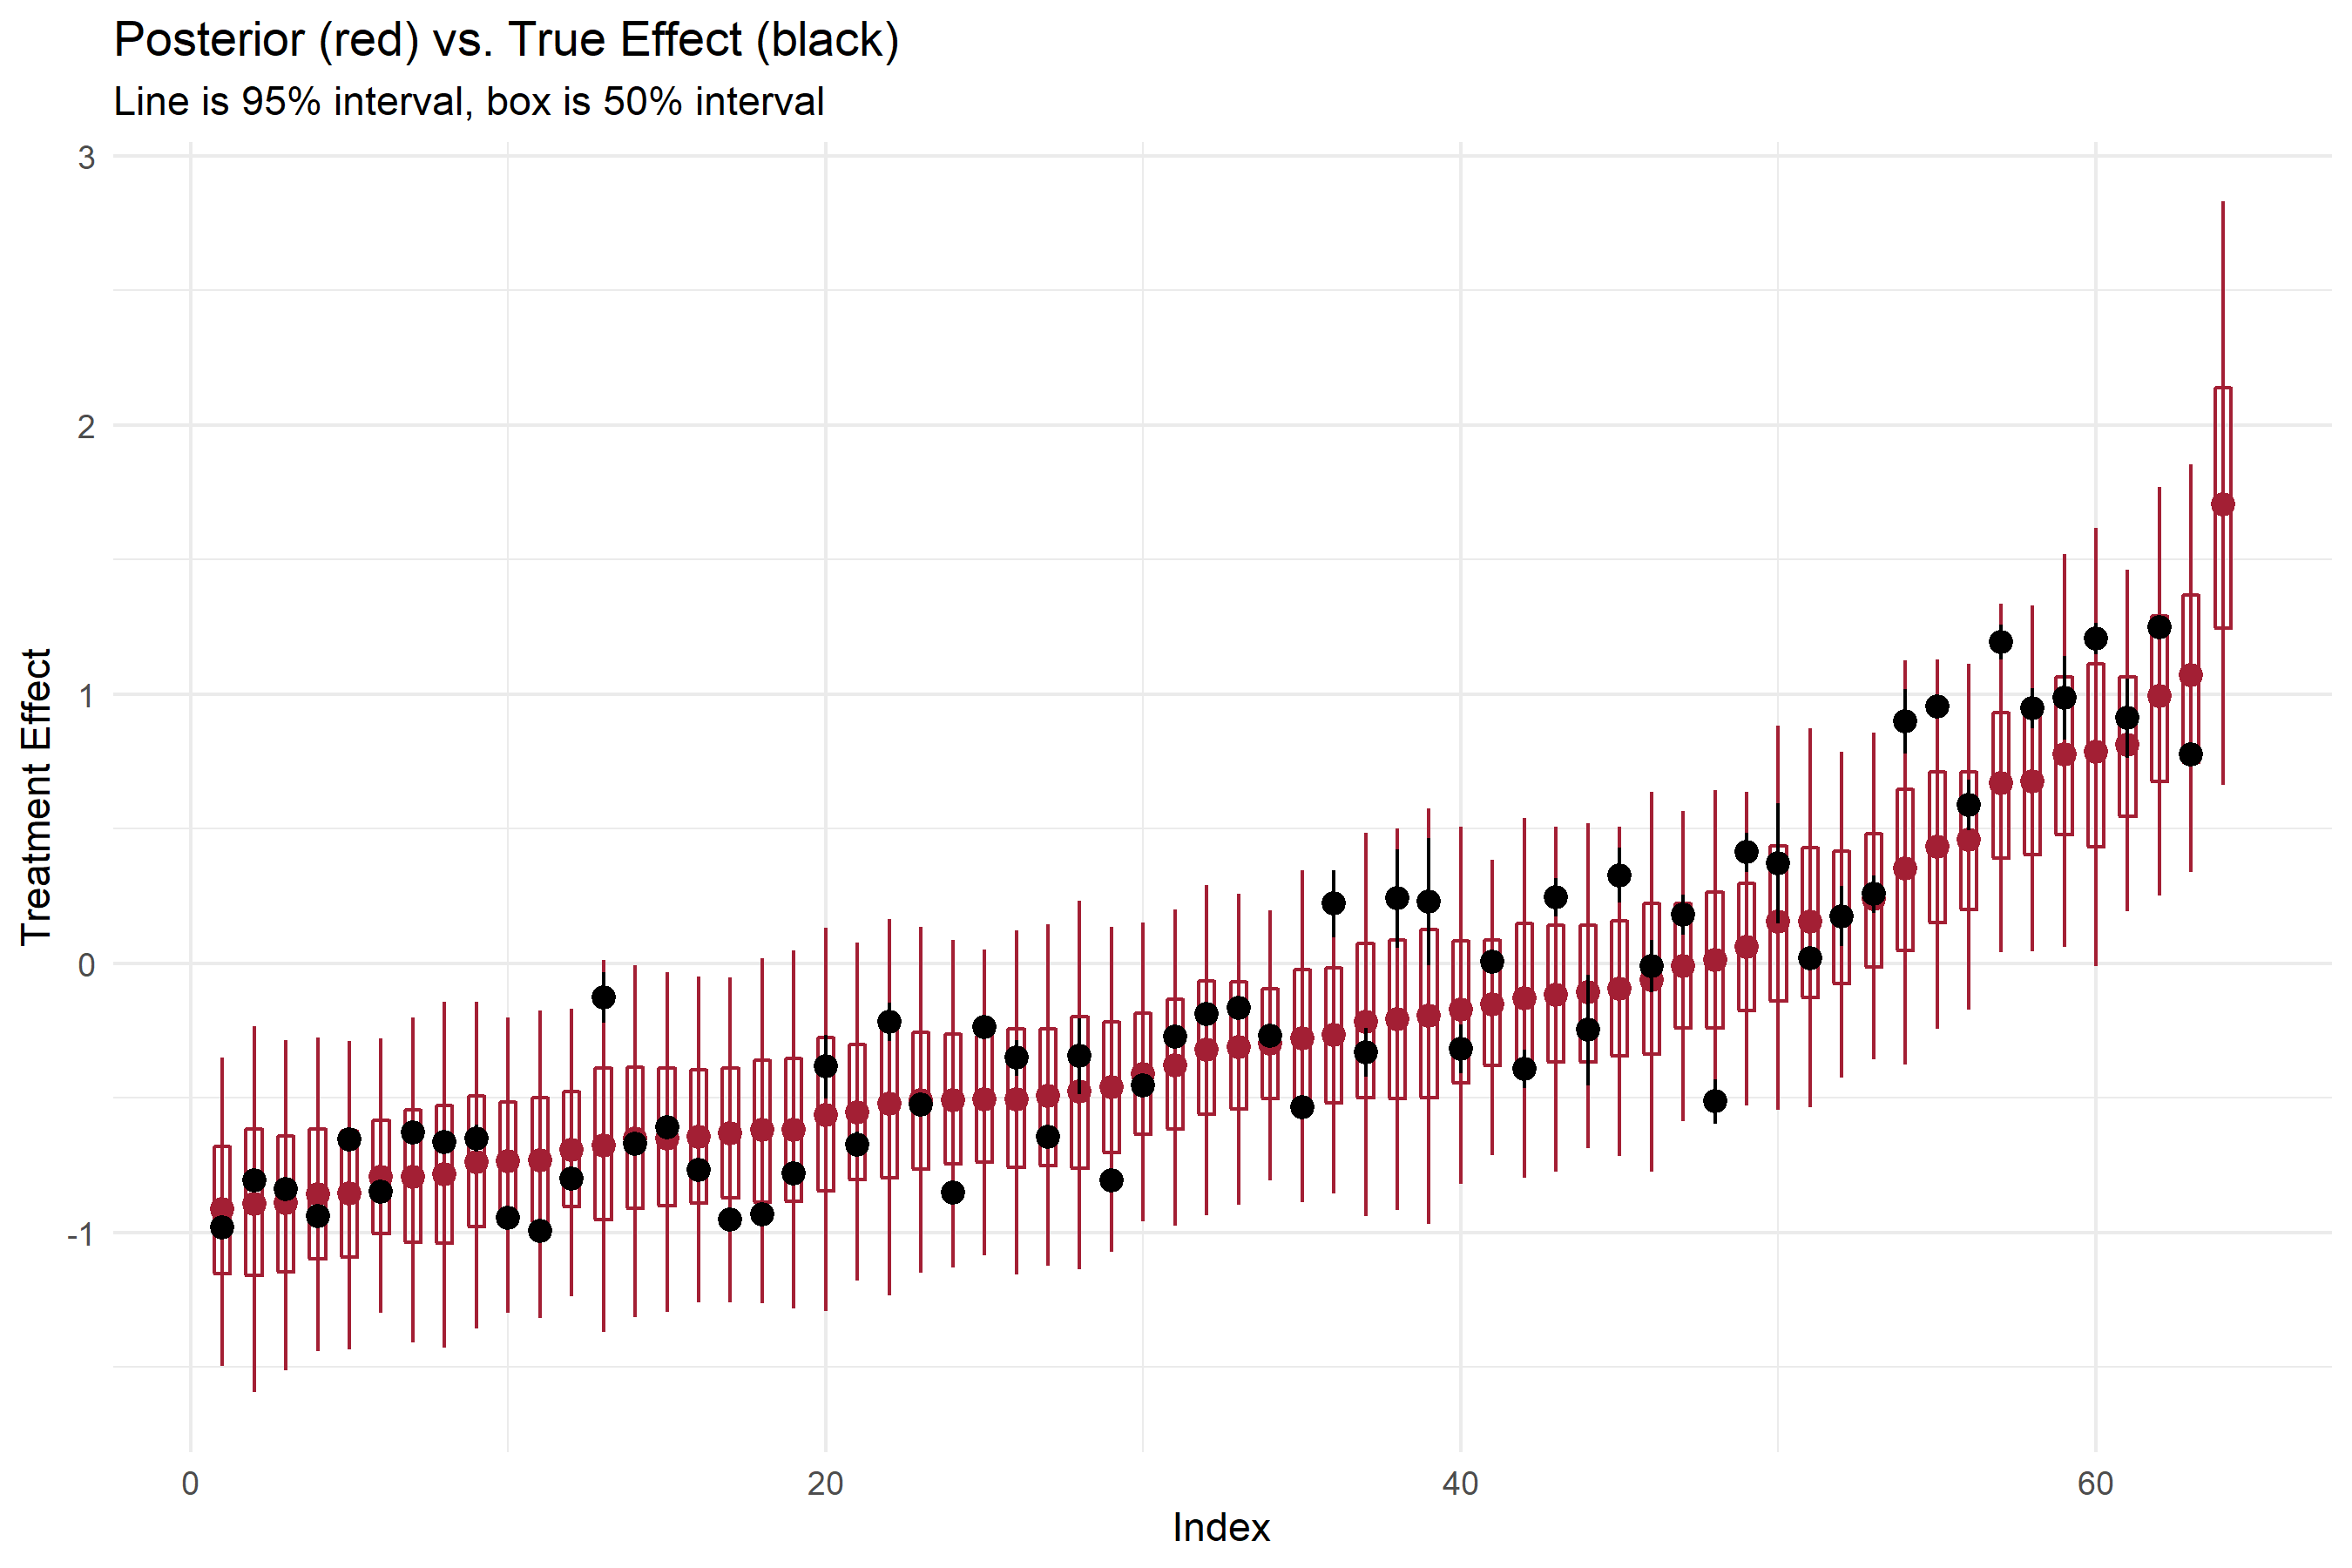 Posterior (red) vs. True Effect (black)
Line is 95% interval, box is 50% interval
3
2
1
0
-1
Treatment Effect
0 20 40 60
Index